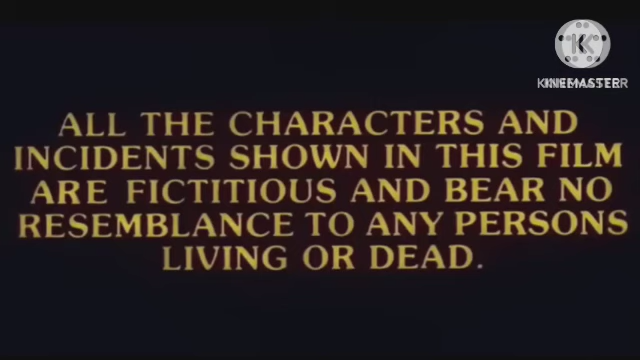 KINEMASTER
ALL THE CHARACTERS AND
INCIDENTS SHOWN IN THIS FILM
ARE FICTITIOUS AND BEAR NO
RESEMBLANCE TO ANY PERSONS
LIVING OR DEAD.